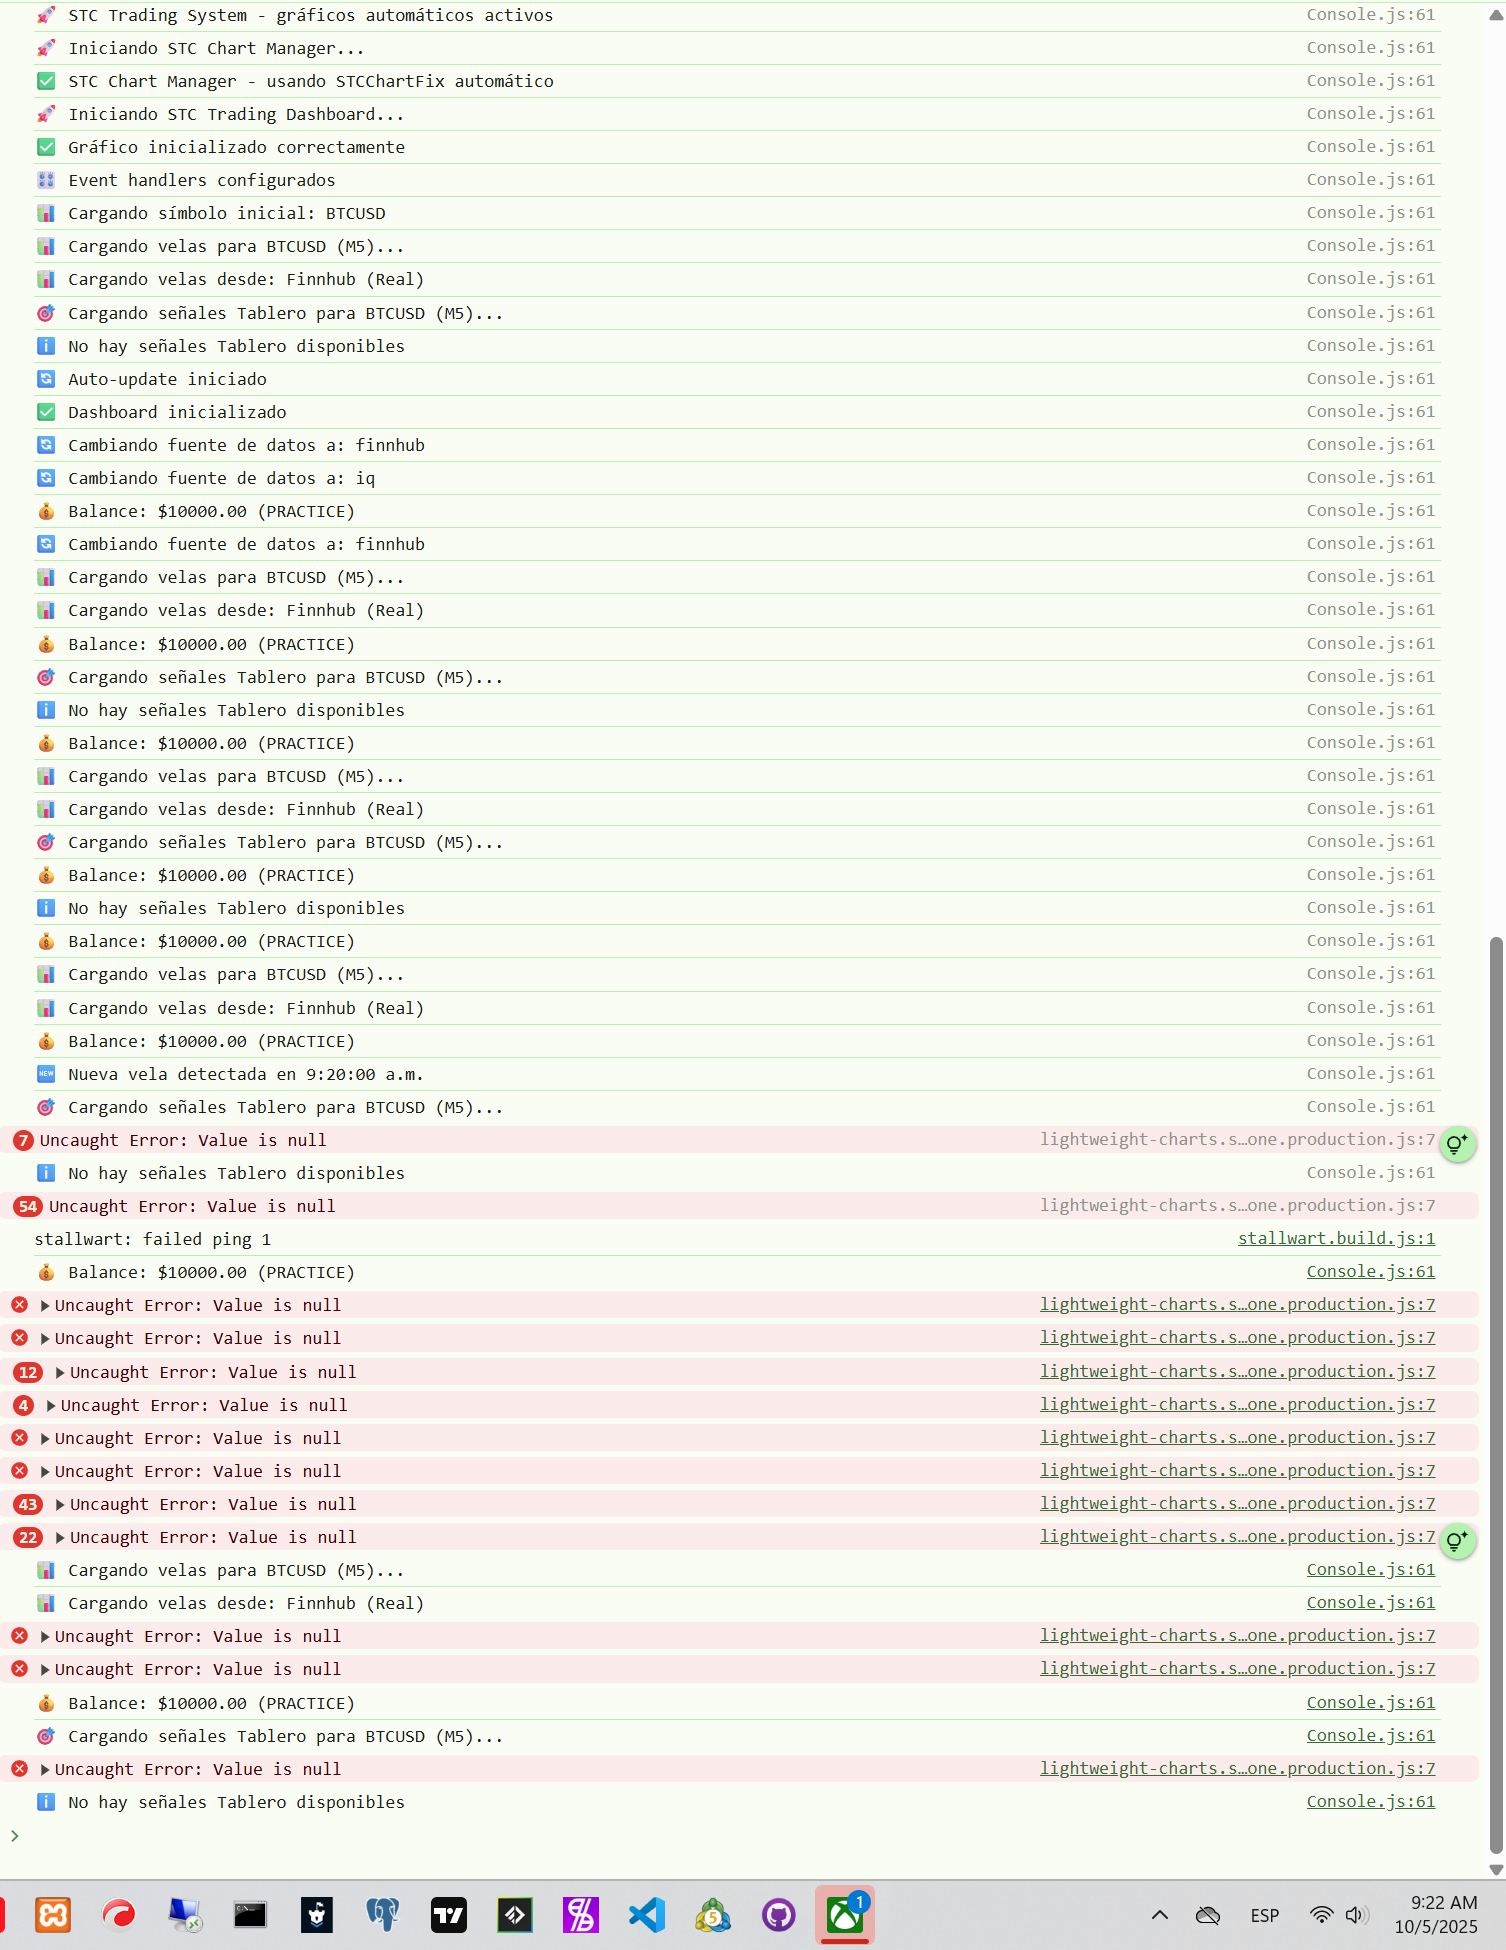 STC Trading System - gráficos automáticos activos Console.js:61
Iniciando STC Chart Manager... Console.js:61
STC Chart Manager - usando STCChartFix automático Console.js:61
Iniciando STC Trading Dashboard... Console.js:61
Gráfico inicializado correctamente Console.js:61
Event handlers configurados Console.js:61
Cargando símbolo inicial: BTCUSD Console.js:61
Cargando velas para BTCUSD (M5)... Console.js:61
Cargando velas desde: Finnhub (Real) Console.js:61
Cargando señales Tablero para BTCUSD (M5)... Console.js:61
No hay señales Tablero disponibles Console.js:61
Auto-update iniciado Console.js:61
Dashboard inicializado Console.js:61
Cambiando fuente de datos a: finnhub Console.js:61
Cambiando fuente de datos a: iq Console.js:61
Balance: $10000.00 (PRACTICE) Console.js:61
Cambiando fuente de datos a: finnhub Console.js:61
Cargando velas para BTCUSD (M5)... Console.js:61
Cargando velas desde: Finnhub (Real) Console.js:61
Balance: $10000.00 (PRACTICE) Console.js:61
Cargando señales Tablero para BTCUSD (M5)... Console.js:61
No hay señales Tablero disponibles Console.js:61
Balance: $10000.00 (PRACTICE) Console.js:61
Cargando velas para BTCUSD (M5)... Console.js:61
Cargando velas desde: Finnhub (Real) Console.js:61
Cargando señales Tablero para BTCUSD (M5)... Console.js:61
Balance: $10000.00 (PRACTICE) Console.js:61
No hay señales Tablero disponibles Console.js:61
Balance: $10000.00 (PRACTICE) Console.js:61
Cargando velas para BTCUSD (M5)... Console.js:61
Cargando velas desde: Finnhub (Real) Console.js:61
Balance: $10000.00 (PRACTICE) Console.js:61
NEW Nueva vela detectada en 9:20:00 a.m. Console.js:61
Cargando señales Tablero para BTCUSD (M5)... Console.js:61
7 Uncaught Error: Value is null lightweight-charts.s…one.production.js:7
No hay señales Tablero disponibles Console.js:61
54 Uncaught Error: Value is null lightweight-charts.s…one.production.js:7
stallwart: failed ping 1 stallwart.build.js:1
Balance: $10000.00 (PRACTICE) Console.js:61
Uncaught Error: Value is null lightweight-charts.s…one.production.js:7
Uncaught Error: Value is null lightweight-charts.s…one.production.js:7
12 Uncaught Error: Value is null lightweight-charts.s…one.production.js:7
4 Uncaught Error: Value is null lightweight-charts.s…one.production.js:7
Uncaught Error: Value is null lightweight-charts.s…one.production.js:7
Uncaught Error: Value is null lightweight-charts.s…one.production.js:7
43 Uncaught Error: Value is null lightweight-charts.s…one.production.js:7
22 Uncaught Error: Value is null lightweight-charts.s…one.production.js:7
Cargando velas para BTCUSD (M5)... Console.js:61
Cargando velas desde: Finnhub (Real) Console.js:61
Uncaught Error: Value is null lightweight-charts.s…one.production.js:7
Uncaught Error: Value is null lightweight-charts.s…one.production.js:7
Balance: $10000.00 (PRACTICE) Console.js:61
Cargando señales Tablero para BTCUSD (M5)... Console.js:61
Uncaught Error: Value is null lightweight-charts.s…one.production.js:7
No hay señales Tablero disponibles Console.js:61
5 1 ESP 9:22 AM
10/5/2025